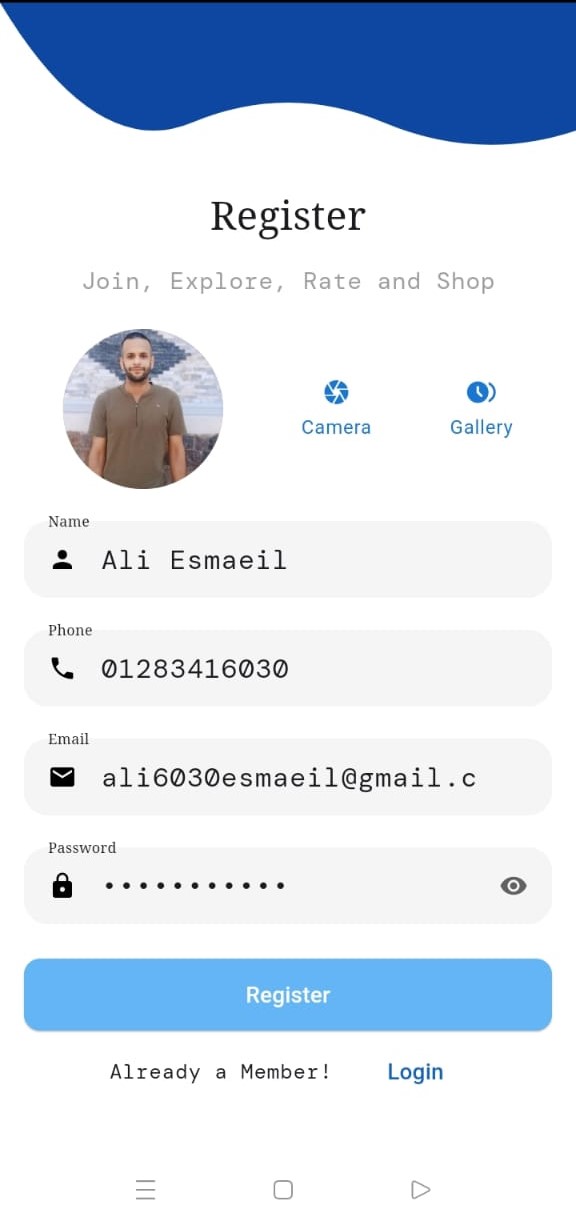 Register
Join, Explore, Rate and Shop
Camera Gallery
Name
Ali Esmaeil
Phone
01283416030
Email
ali6030esmaeil@gmail.c
Password
•••••••••••
Register
Already a Member! Login